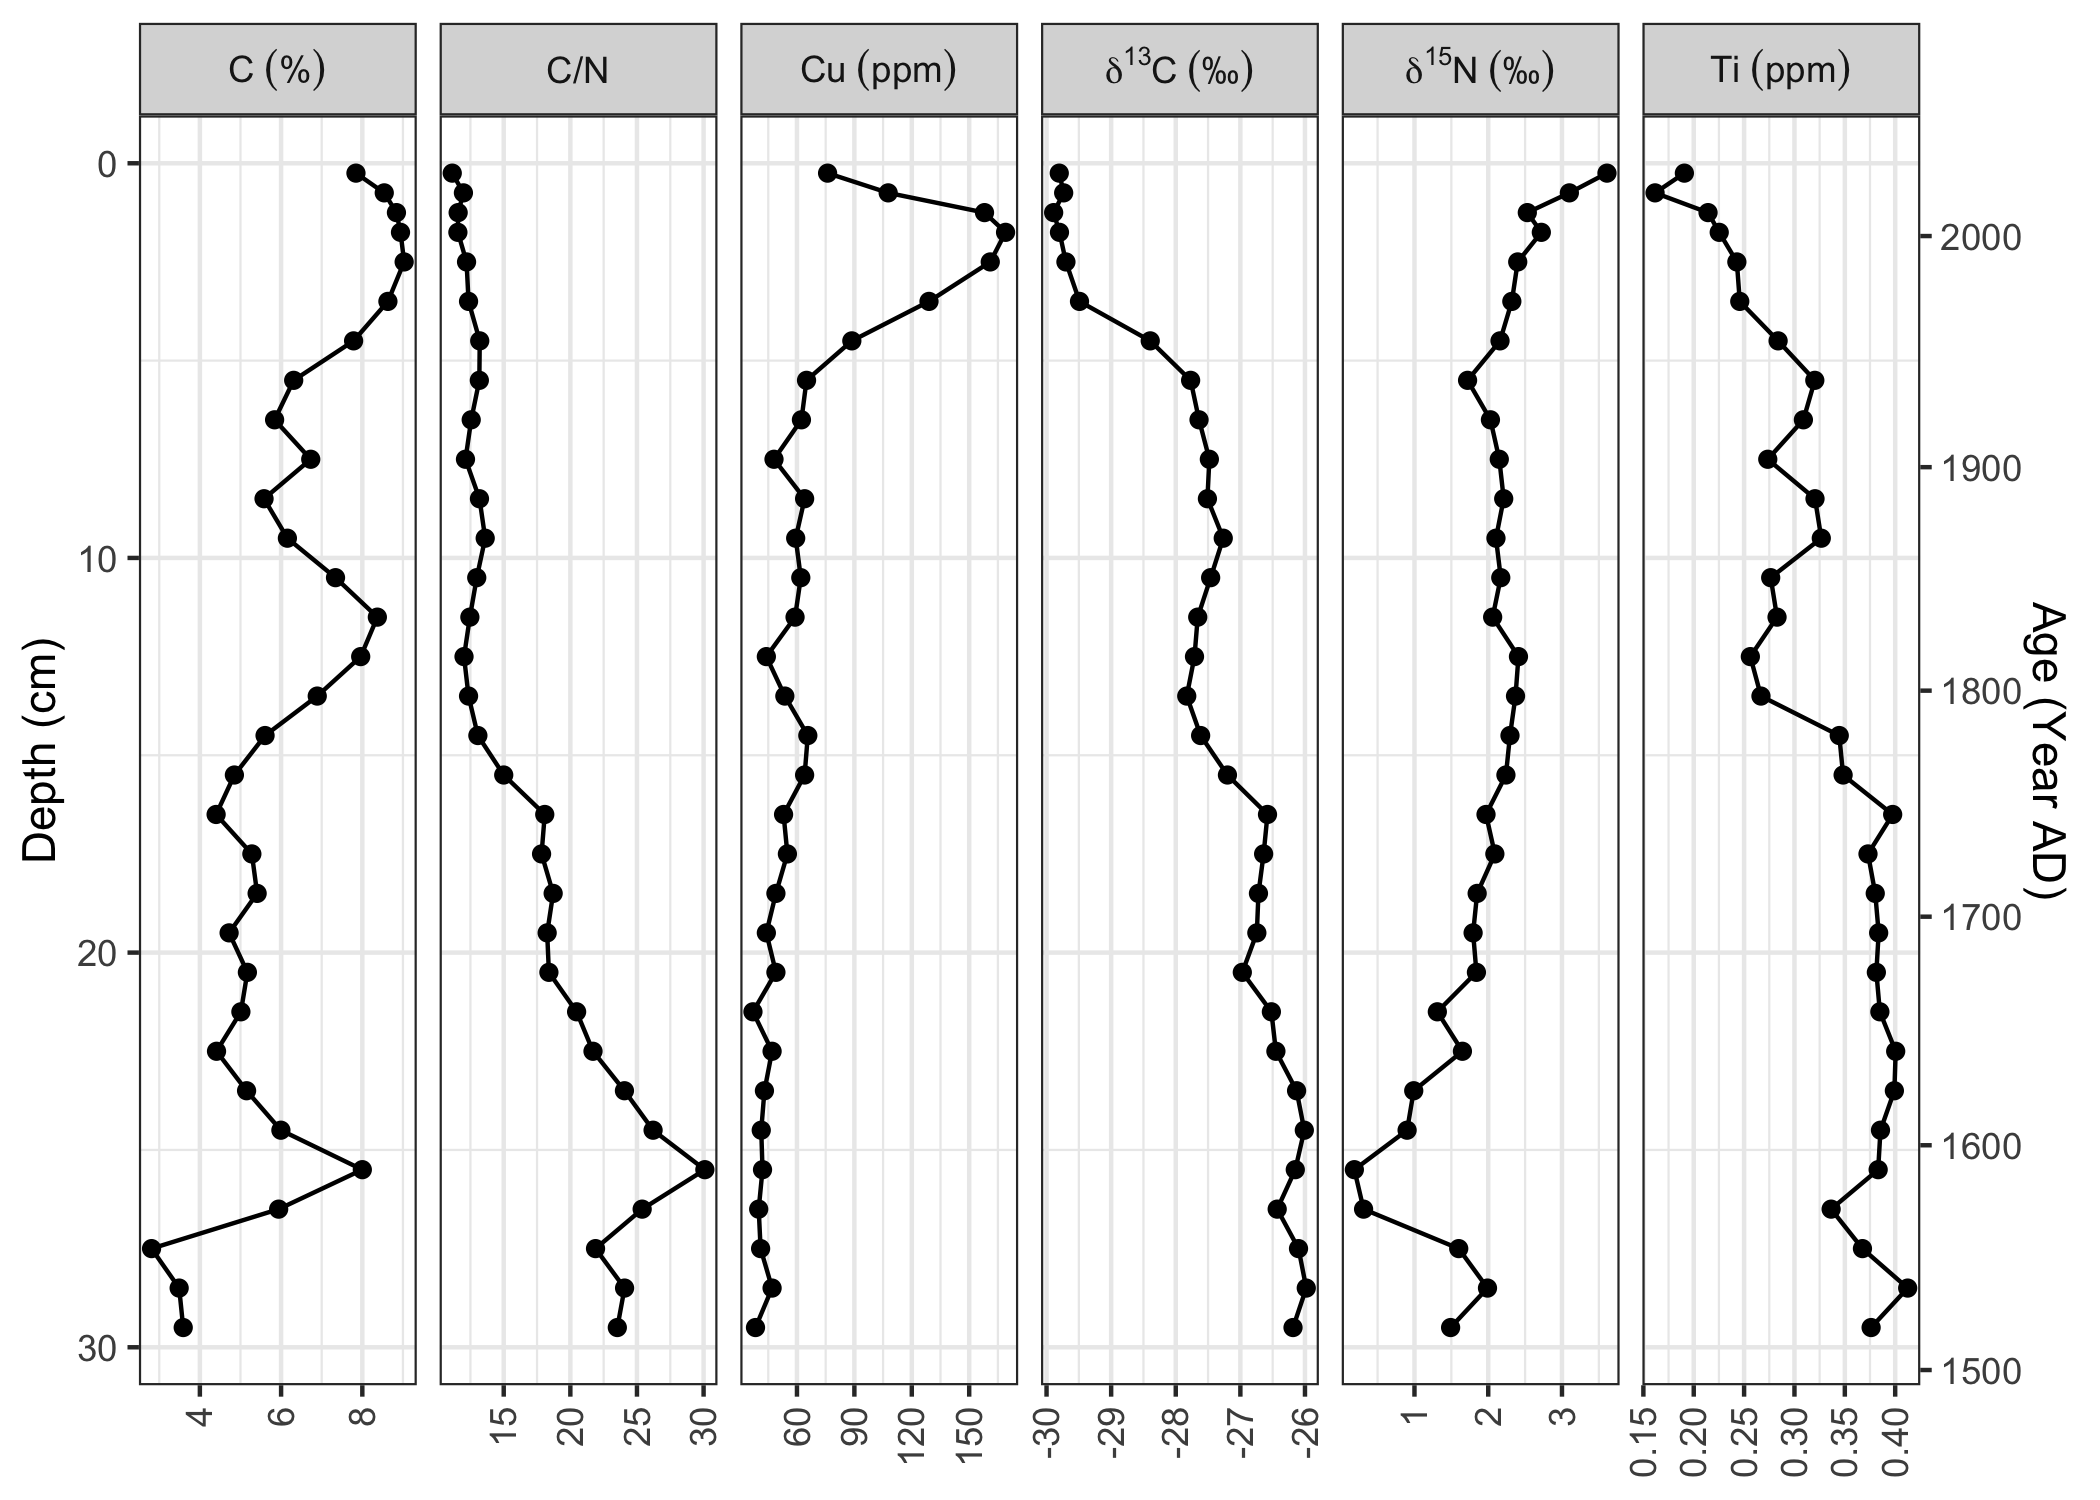 C (%)
C/N
Cu (ppm)
δ¹³C (‰)
δ¹⁵N (‰)
Ti (ppm)
Depth (cm)
0
10
20
30
2000
1900
1800
1700
1600
1500
Age (Year AD)
4 6 8
15 20 25 30
60 90 120 150
-30 -29 -28 -27 -26
1 2 3
0.15 0.20 0.25 0.30 0.35 0.40